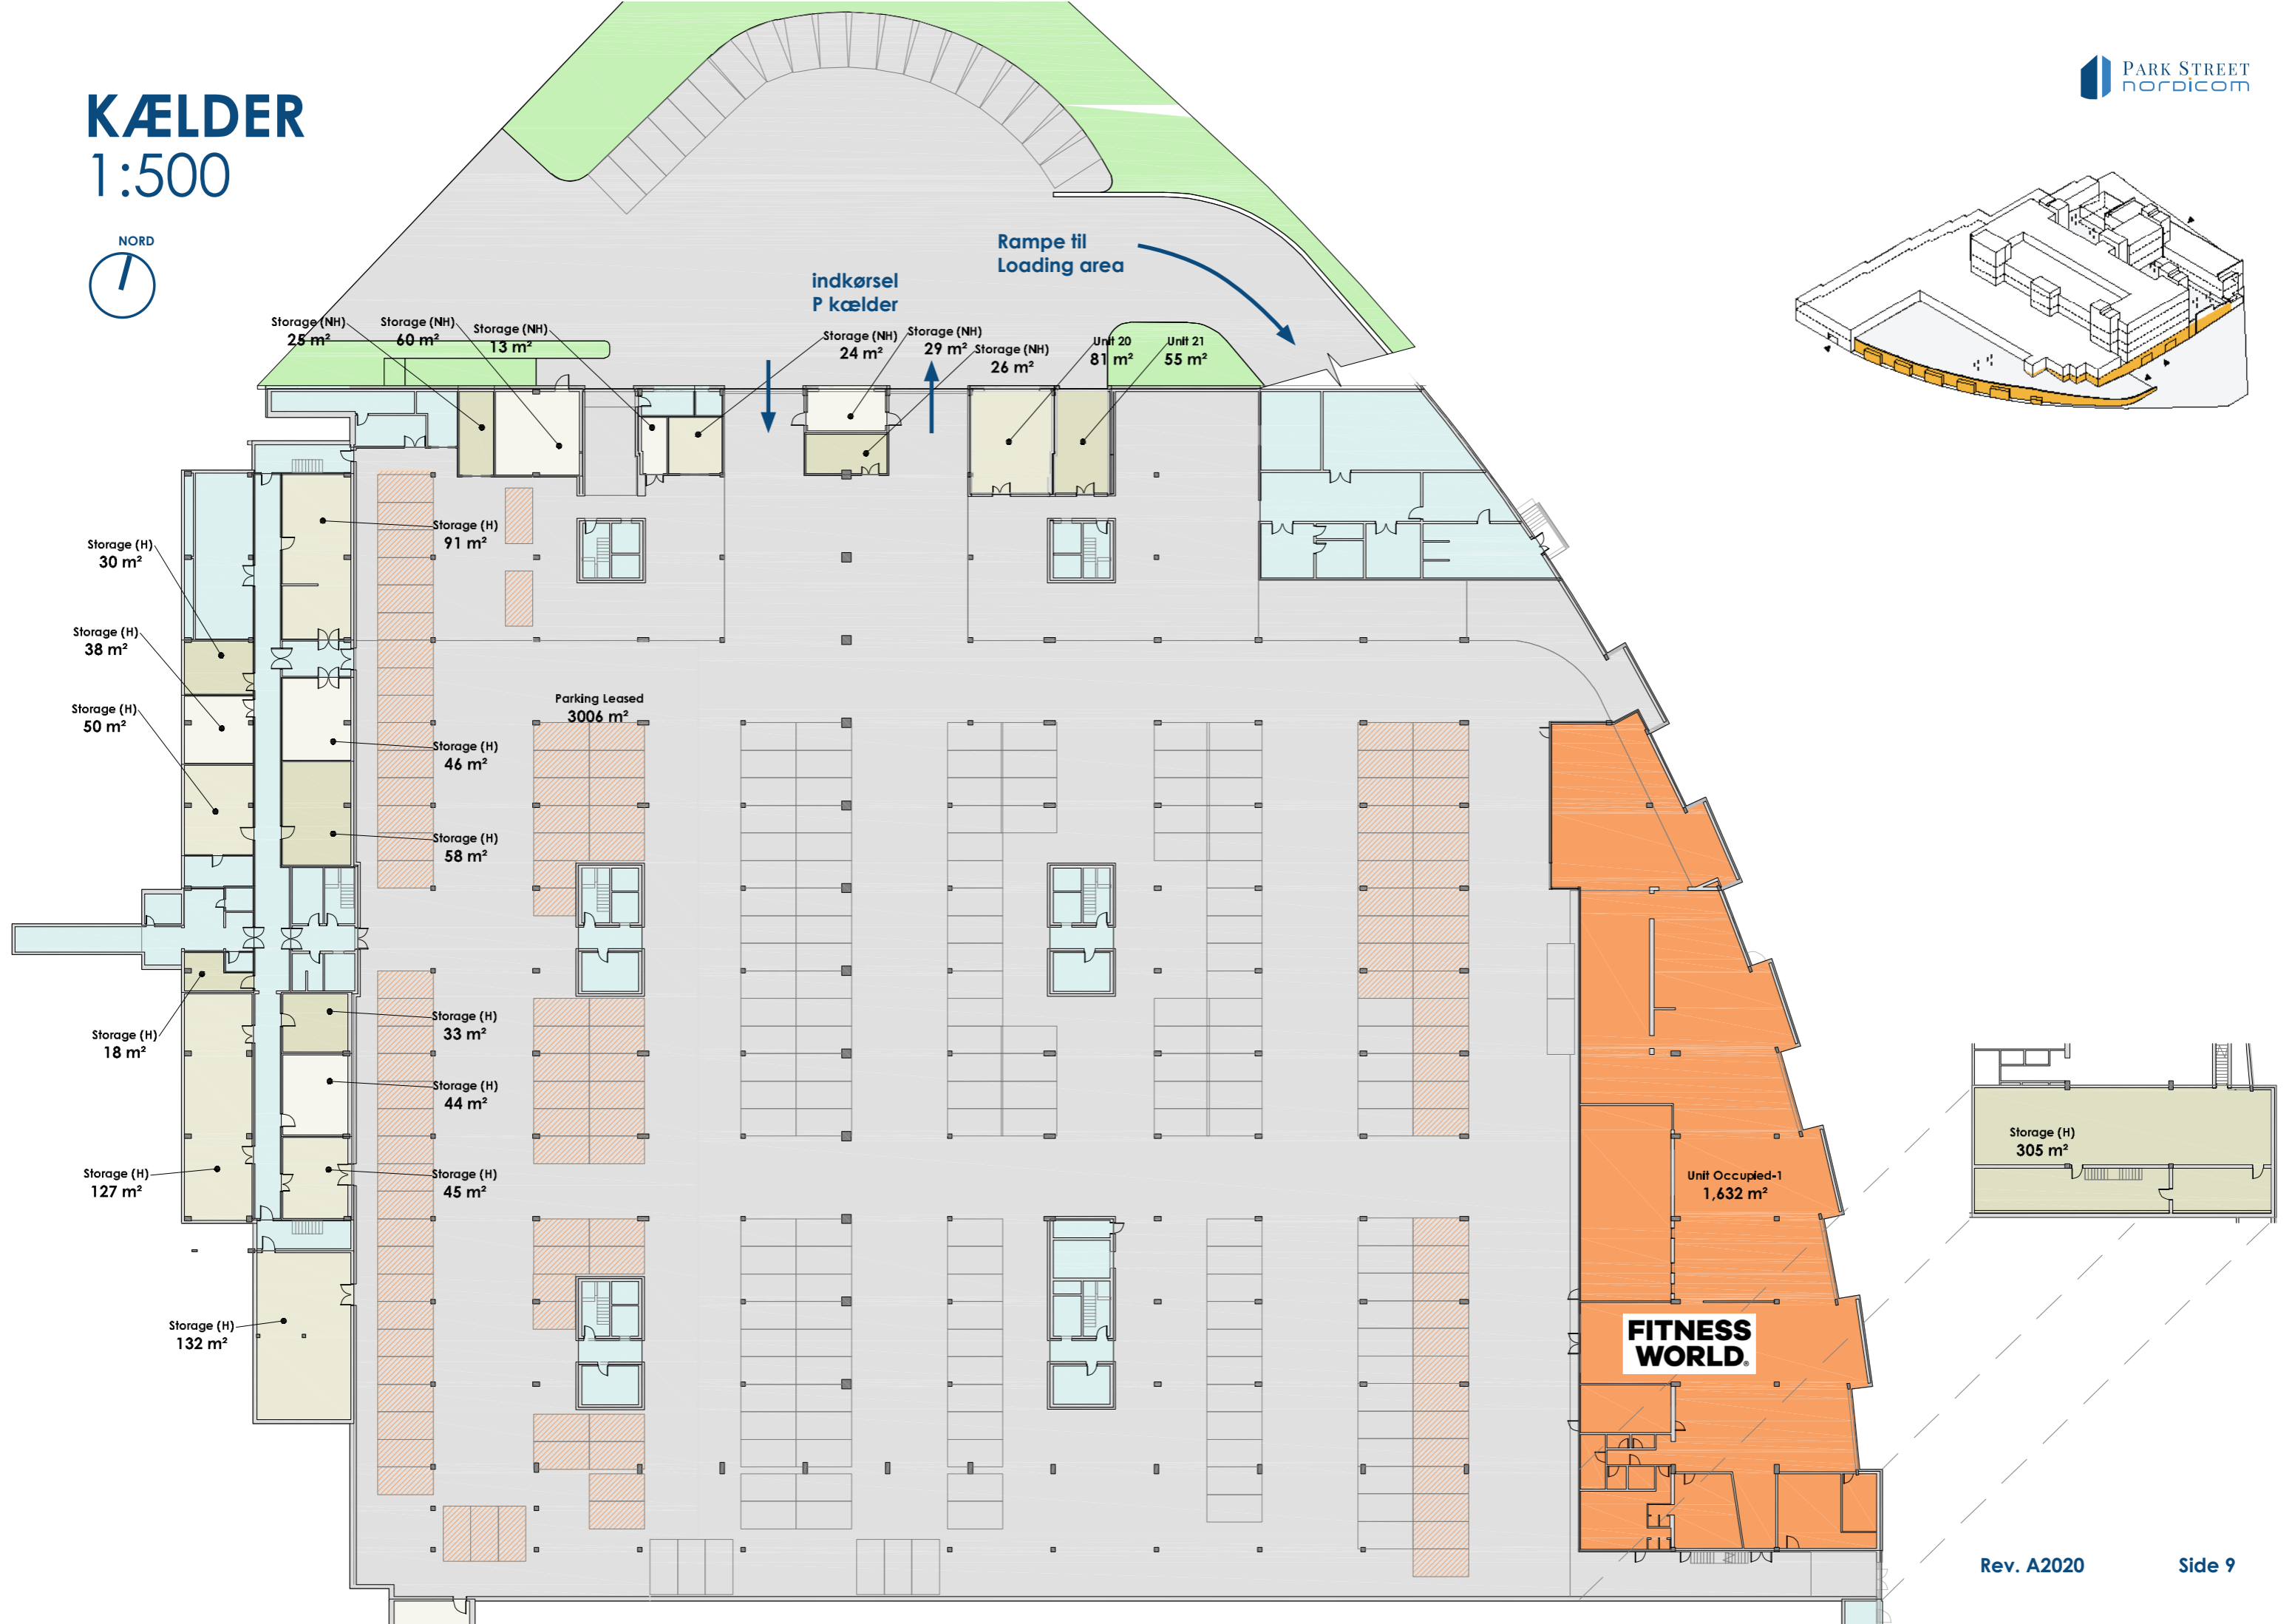 KÆLDER
1:500
NORD
PARK STREET
nordicom
Rampe til
Loading area
indkørsel
P kælder
Storage (NH)
25 m²
Storage (NH)
60 m²
Storage (NH)
13 m²
Storage (NH)
24 m²
Storage (NH)
29 m²
Storage (NH)
26 m²
Unit 20
81 m²
Unit 21
55 m²
Storage (H)
91 m²
Storage (H)
30 m²
Storage (H)
38 m²
Storage (H)
50 m²
Parking Leased
3006 m²
Storage (H)
46 m²
Storage (H)
58 m²
Storage (H)
33 m²
Storage (H)
18 m²
Storage (H)
44 m²
Storage (H)
127 m²
Storage (H)
45 m²
Storage (H)
132 m²
Unit Occupied-1
1,632 m²
Storage (H)
305 m²
FITNESS
WORLD.
Rev. A2020
Side 9